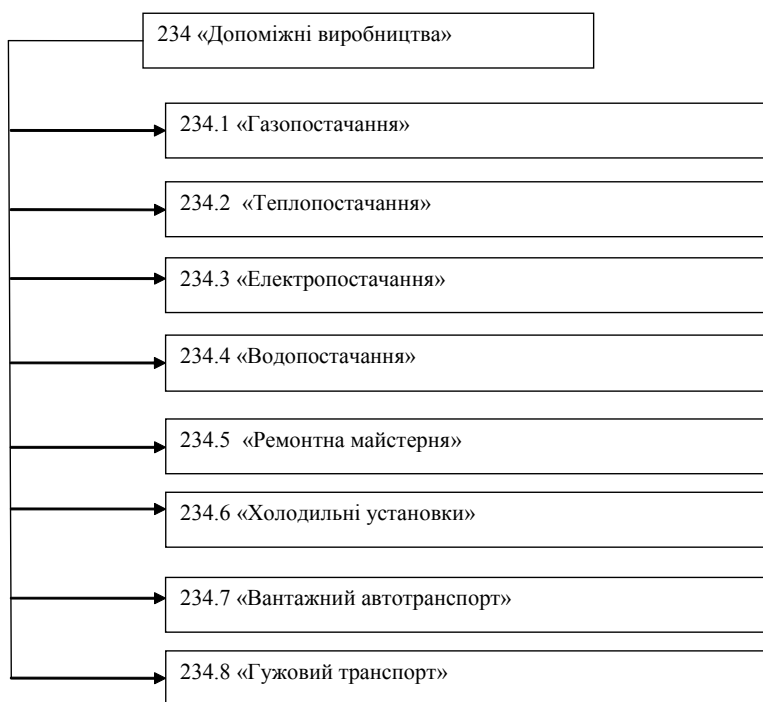 234 «Допоміжні виробництва»
234.1 «Газопостачання»
234.2 «Теплопостачання»
234.3 «Електропостачання»
234.4 «Водопостачання»
234.5 «Ремонтна майстерня»
234.6 «Холодильні установки»
234.7 «Вантажний автотранспорт»
234.8 «Гужовий транспорт»